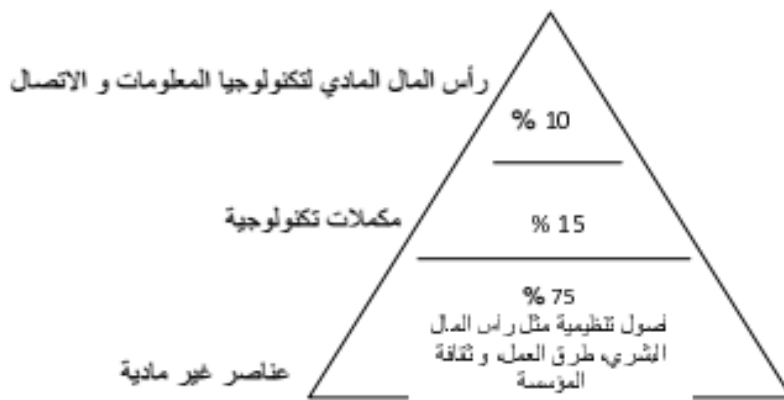 رأس المال المادي لتكنولوجيا المعلومات و الاتصال
% 10
مكملات تكنولوجية
% 15
% 75
أصول تنظيمية مثل رأس المال
البشري، طرق العمل، و ثقافة
المؤسسة
عناصر غير مادية